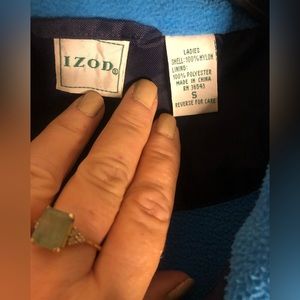 IZOD®
LADIES
SHELL: 100% NYLON
LINING:
100% POLYESTER
MADE IN CHINA
RN 36543
S
REVERSE FOR CARE